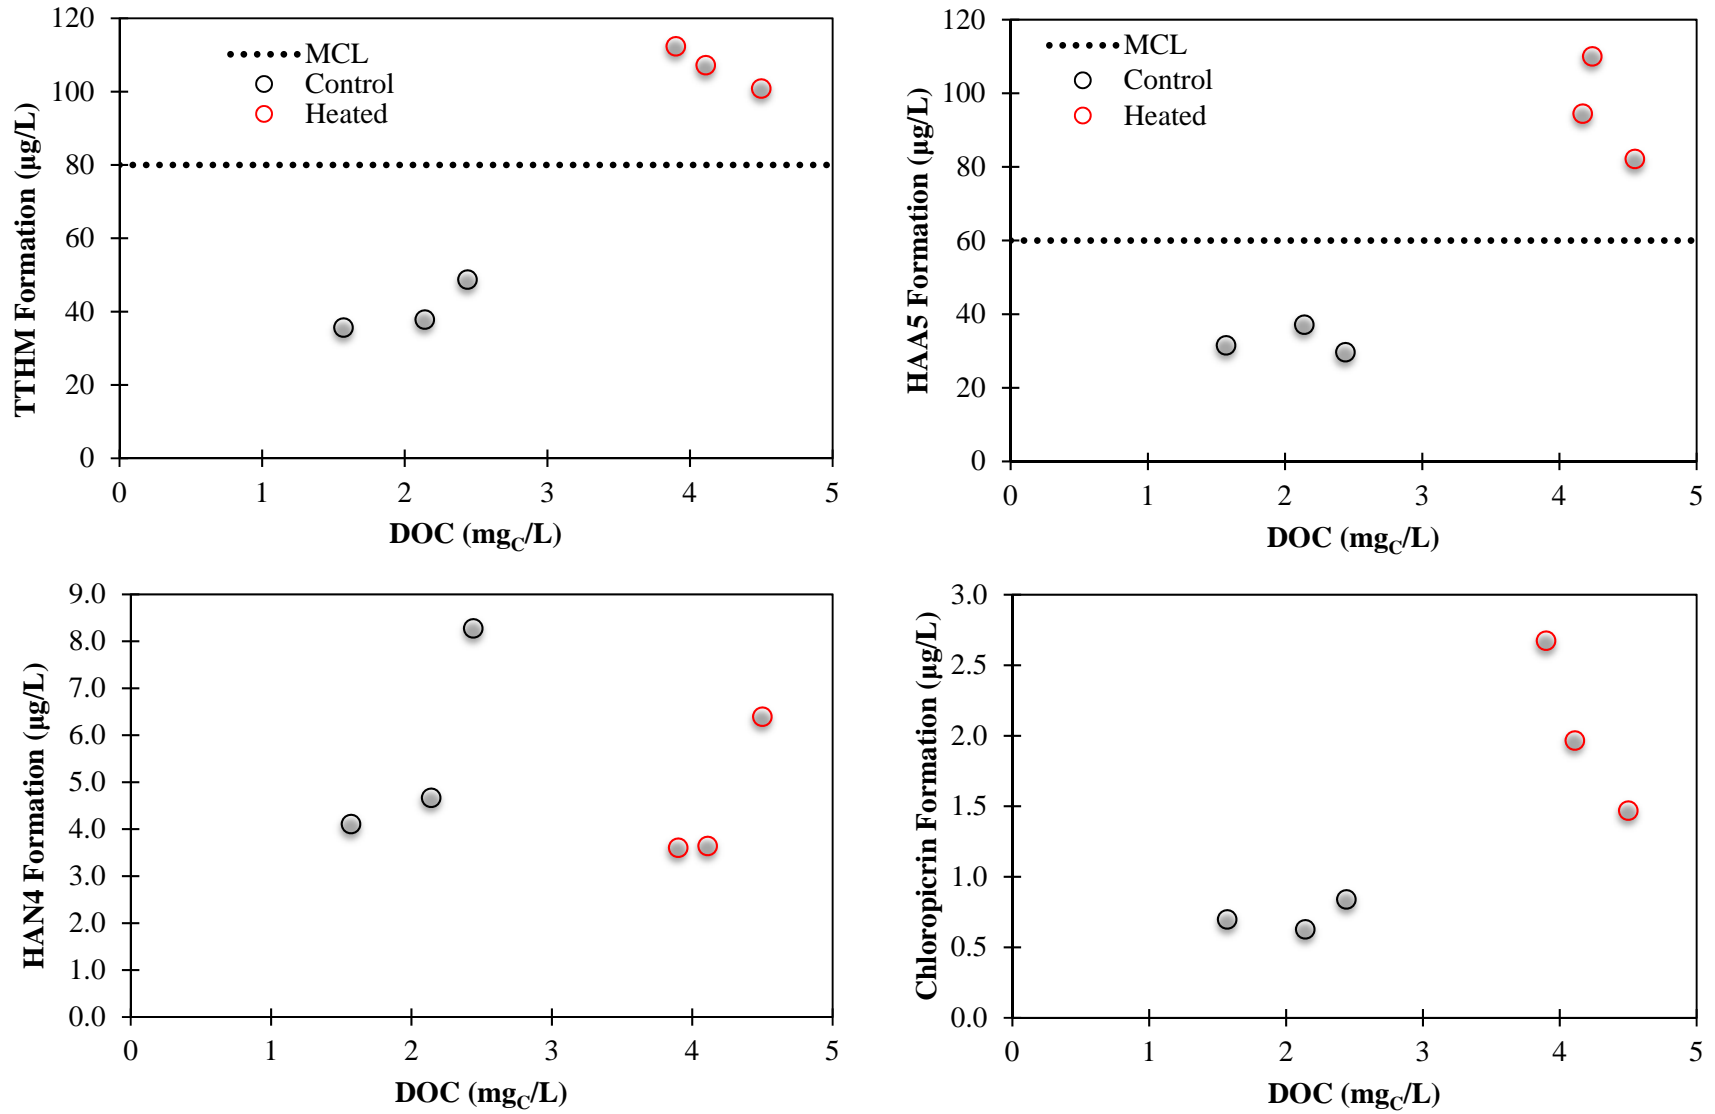 TTHM Formation (µg/L)
120
100
80
60
40
20
0
MCL
Control
Heated
0 1 2 3 4 5
DOC (mgC/L)
HAA5 Formation (µg/L)
120
100
80
60
40
20
0
MCL
Control
Heated
0 1 2 3 4 5
DOC (mgC/L)
HAN4 Formation (µg/L)
9.0
8.0
7.0
6.0
5.0
4.0
3.0
2.0
1.0
0.0
0 1 2 3 4 5
DOC (mgC/L)
Chloropicrin Formation (µg/L)
3.0
2.5
2.0
1.5
1.0
0.5
0.0
0 1 2 3 4 5
DOC (mgC/L)